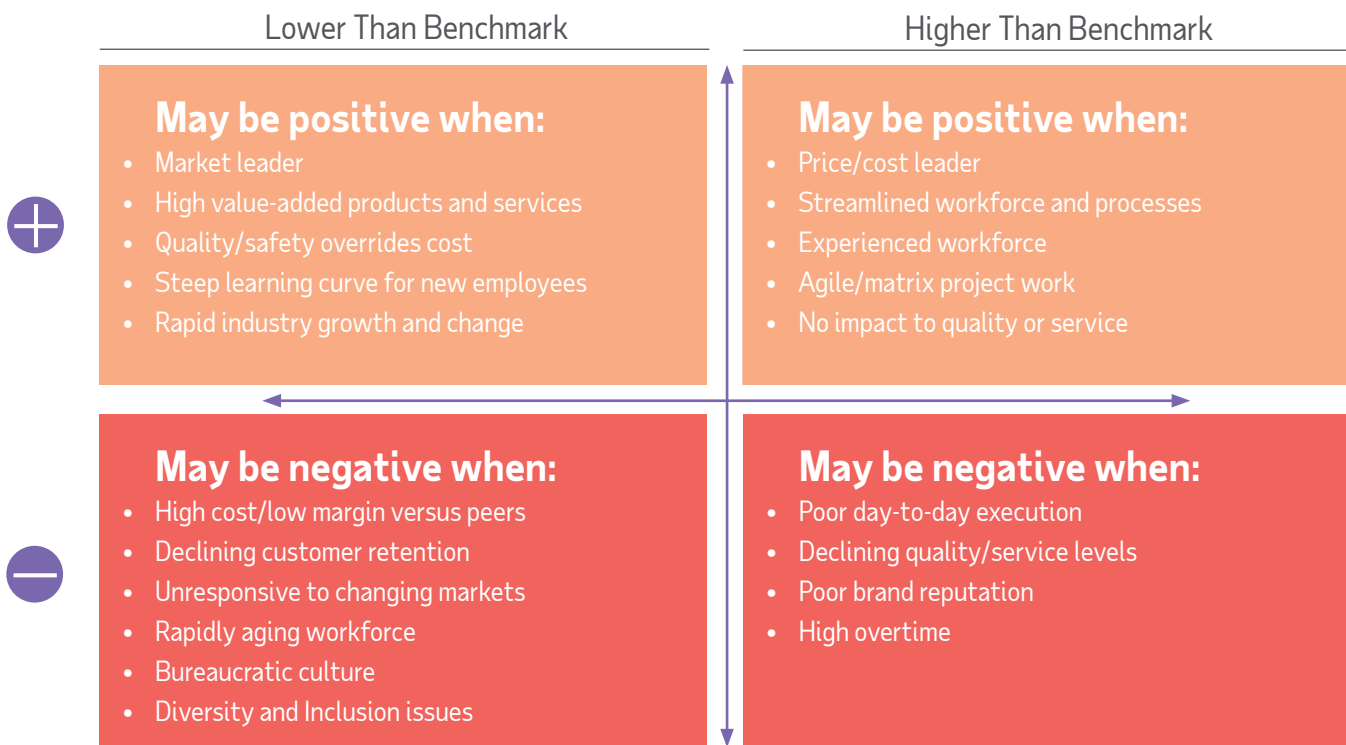 Lower Than Benchmark
Higher Than Benchmark
May be positive when:
• Market leader
• High value-added products and services
• Quality/safety overrides cost
• Steep learning curve for new employees
• Rapid industry growth and change
May be positive when:
• Price/cost leader
• Streamlined workforce and processes
• Experienced workforce
• Agile/matrix project work
• No impact to quality or service
May be negative when:
• High cost/low margin versus peers
• Declining customer retention
• Unresponsive to changing markets
• Rapidly aging workforce
• Bureaucratic culture
• Diversity and Inclusion issues
May be negative when:
• Poor day-to-day execution
• Declining quality/service levels
• Poor brand reputation
• High overtime